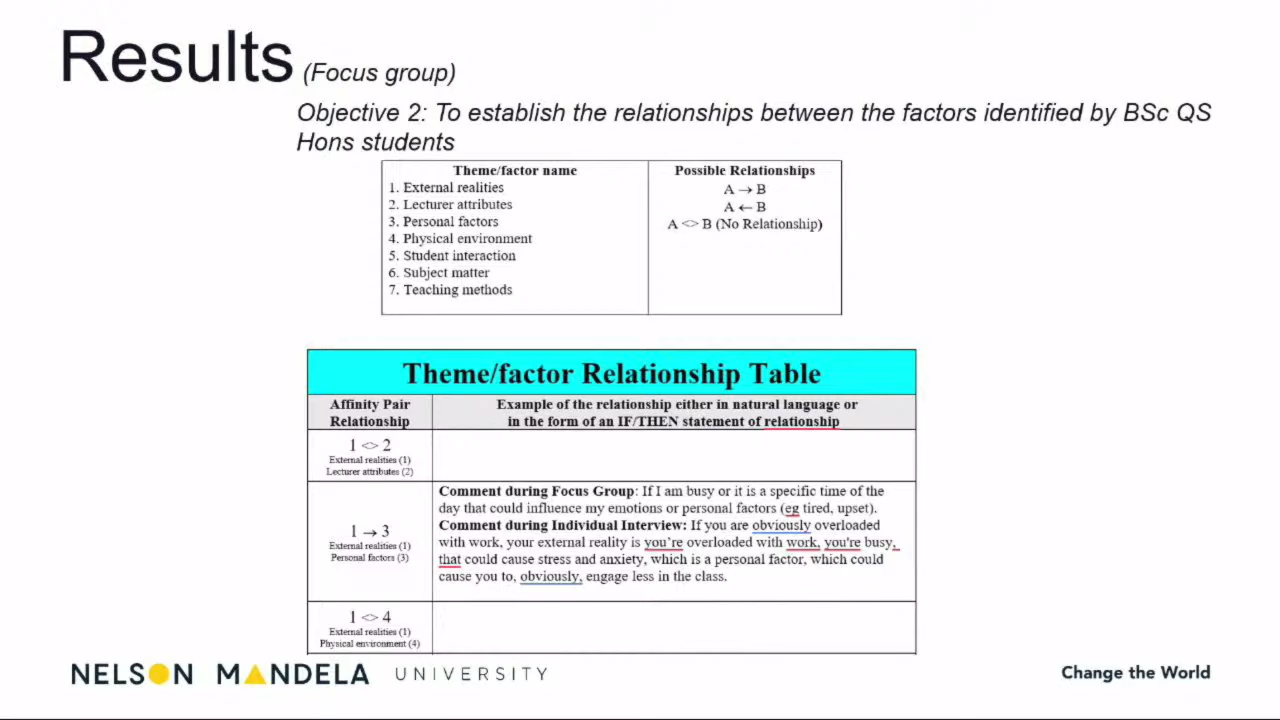 Results (Focus group)
Objective 2: To establish the relationships between the factors identified by BSc QS
Hons students
Theme/factor name
1. External realities
2. Lecturer attributes
3. Personal factors
4. Physical environment
5. Student interaction
6. Subject matter
7. Teaching methods
Possible Relationships
A → B
A ← B
A <> B (No Relationship)
Theme/factor Relationship Table
Affinity Pair
Relationship
Example of the relationship either in natural language or
in the form of an IF/THEN statement of relationship
1 <> 2
External realities (1)
Lecturer attributes (2)
1 → 3
External realities (1)
Personal factors (3)
Comment during Focus Group: If I am busy or it is a specific time of the
day that could influence my emotions or personal factors (eg tired, upset).
Comment during Individual Interview: If you are obviously overloaded
with work, your external reality is you're overloaded with work, you're busy,
that could cause stress and anxiety, which is a personal factor, which could
cause you to, obviously, engage less in the class.
1 <> 4
External realities (1)
Physical environment (4)
NELSON MANDELA UNIVERSITY
Change the World